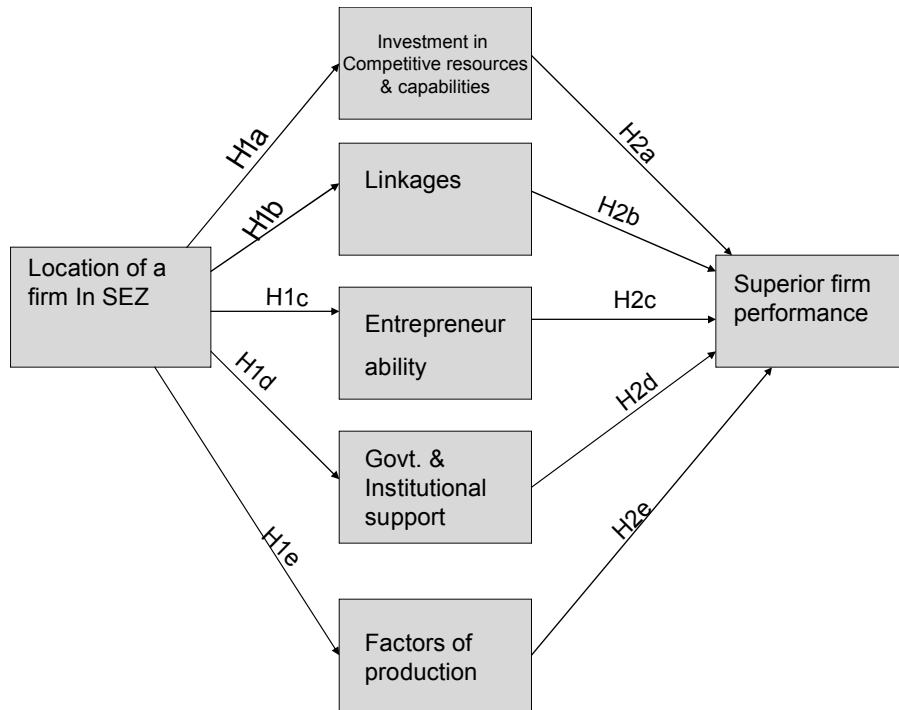 Investment in
Competitive resources
& capabilities
H1a
H2a
Linkages
H1b
H2b
Location of a
firm In SEZ
Superior firm
performance
H1c
Entrepreneur
ability
H2c
H1d
H2d
Govt. &
Institutional
support
H1e
H2e
Factors of
production